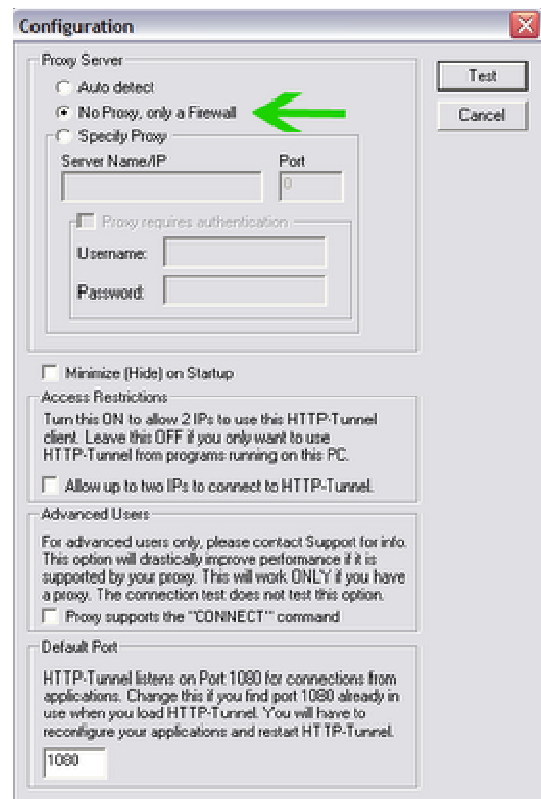 Configuration
Proxy Server
Auto detect
No Proxy, only a Firewall
Specify Proxy
Server Name/IP Port
0
Proxy requires authentication
Username:
Password:
Test
Cancel
Minimize (Hide) on Startup
Access Restrictions
Turn this ON to allow 2 IPs to use this HTTP-Tunnel
client. Leave this OFF if you only want to use
HTTP-Tunnel from programs running on this PC.
Allow up to two IPs to connect to HTTP-Tunnel.
Advanced Users
For advanced users only, please contact Support for info.
This option will drastically improve performance if it is
supported by your proxy. This will work ONLY if you have
a proxy. The connection test does not test this option.
Proxy supports the "CONNECT" command
Default Port
HTTP-Tunnel listens on Port 1080 for connections from
applications. Change this if you find port 1080 already in
use when you load HTTP-Tunnel. You will have to
reconfigure your applications and restart HTTP-Tunnel.
1080